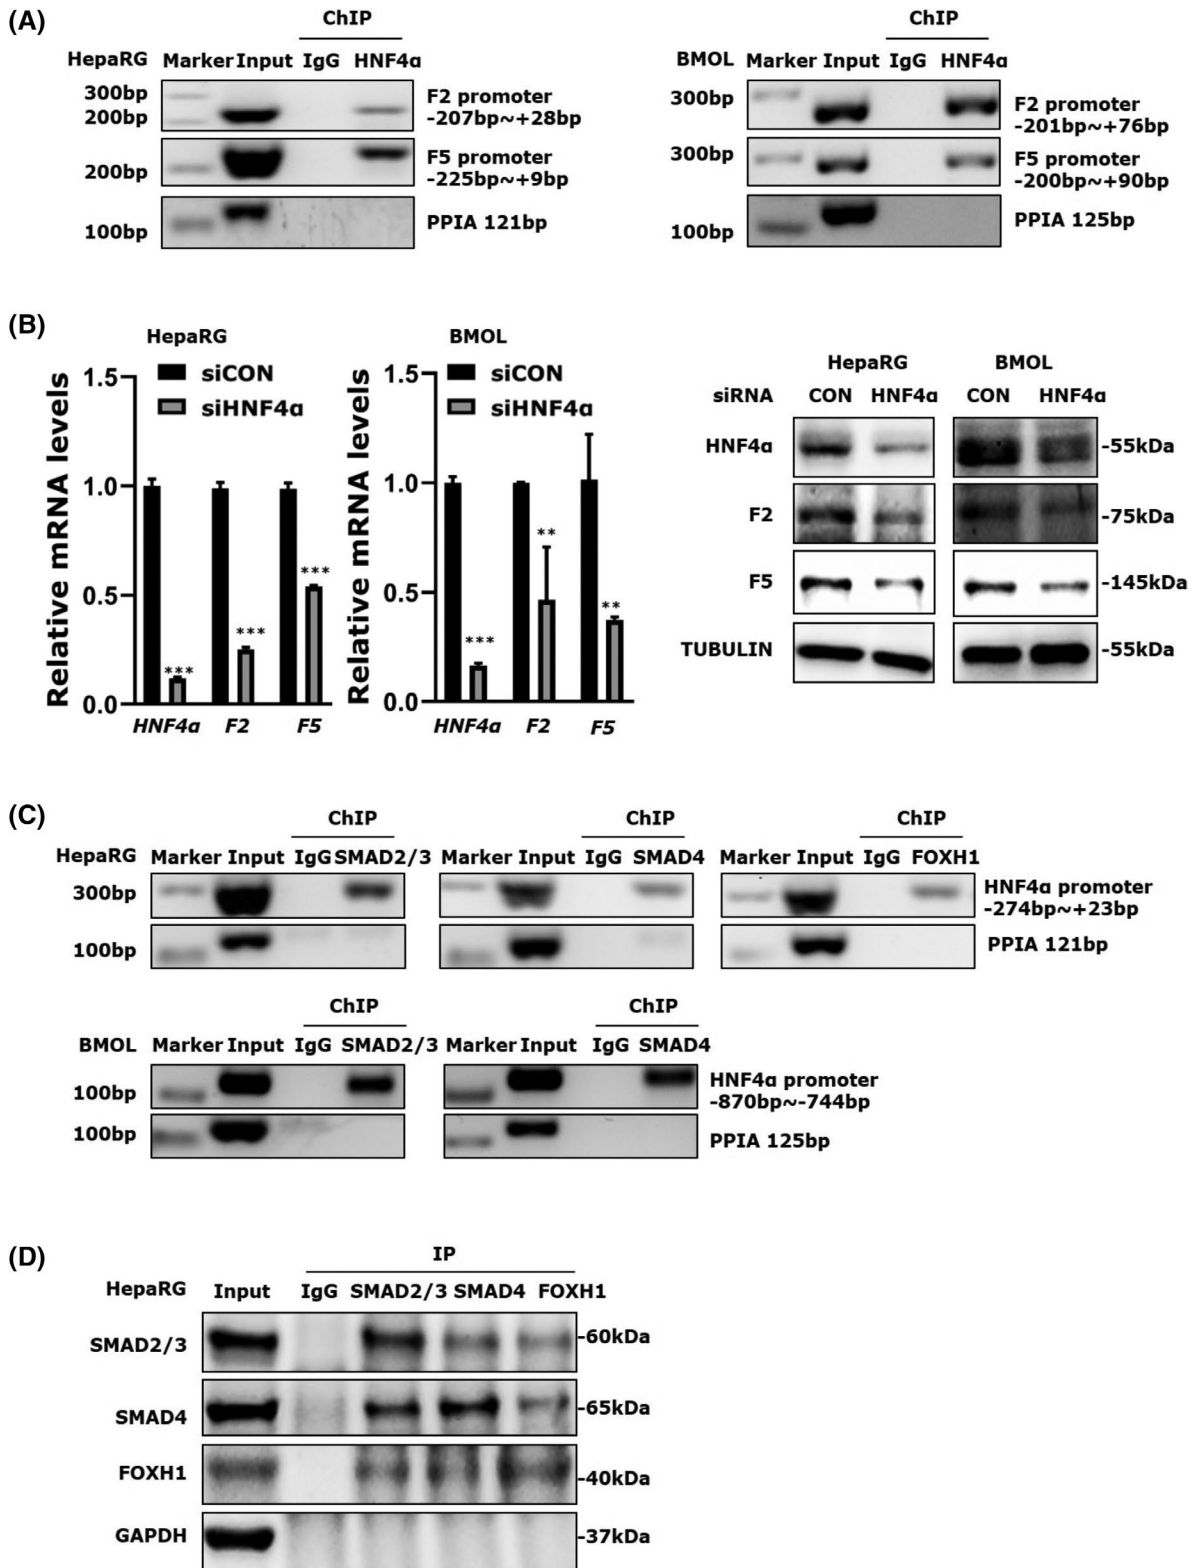 (A)
ChIP
HepaRG Marker Input IgG HNF4α
300bp
200bp
F2 promoter
-207bp~+28bp
200bp
F5 promoter
-225bp~+9bp
100bp
PPIA 121bp
ChIP
BMOL Marker Input IgG HNF4α
300bp
F2 promoter
-201bp~+76bp
300bp
F5 promoter
-200bp~+90bp
100bp
PPIA 125bp
(B)
HepaRG
siCON
siHNF4α
Relative mRNA levels
1.5
1.0
0.5
0.0
***
***
***
HNF4α F2 F5
BMOL
siCON
siHNF4α
Relative mRNA levels
1.5
1.0
0.5
0.0
***
**
**
HNF4α F2 F5
HepaRG BMOL
siRNA CON HNF4α CON HNF4α
HNF4α -55kDa
F2 -75kDa
F5 -145kDa
TUBULIN -55kDa
(C)
ChIP ChIP ChIP
HepaRG Marker Input IgG SMAD2/3 Marker Input IgG SMAD4 Marker Input IgG FOXH1
300bp
HNF4α promoter
-274bp~+23bp
100bp
PPIA 121bp
ChIP ChIP
BMOL Marker Input IgG SMAD2/3 Marker Input IgG SMAD4
100bp
HNF4α promoter
-870bp~-744bp
100bp
PPIA 125bp
(D)
IP
HepaRG Input IgG SMAD2/3 SMAD4 FOXH1
SMAD2/3 -60kDa
SMAD4 -65kDa
FOXH1 -40kDa
GAPDH -37kDa